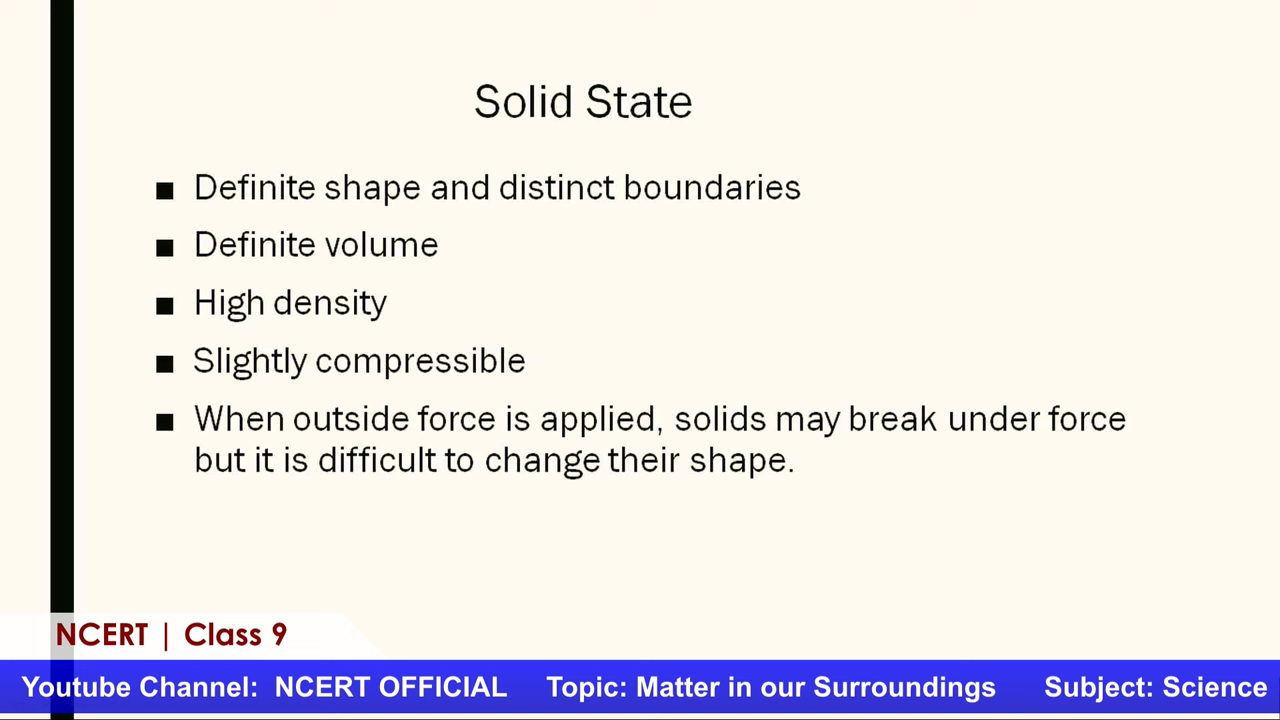 Solid State
■ Definite shape and distinct boundaries
■ Definite volume
■ High density
■ Slightly compressible
■ When outside force is applied, solids may break under force
but it is difficult to change their shape.
NCERT | Class 9
Youtube Channel: NCERT OFFICIAL Topic: Matter in our Surroundings Subject: Science